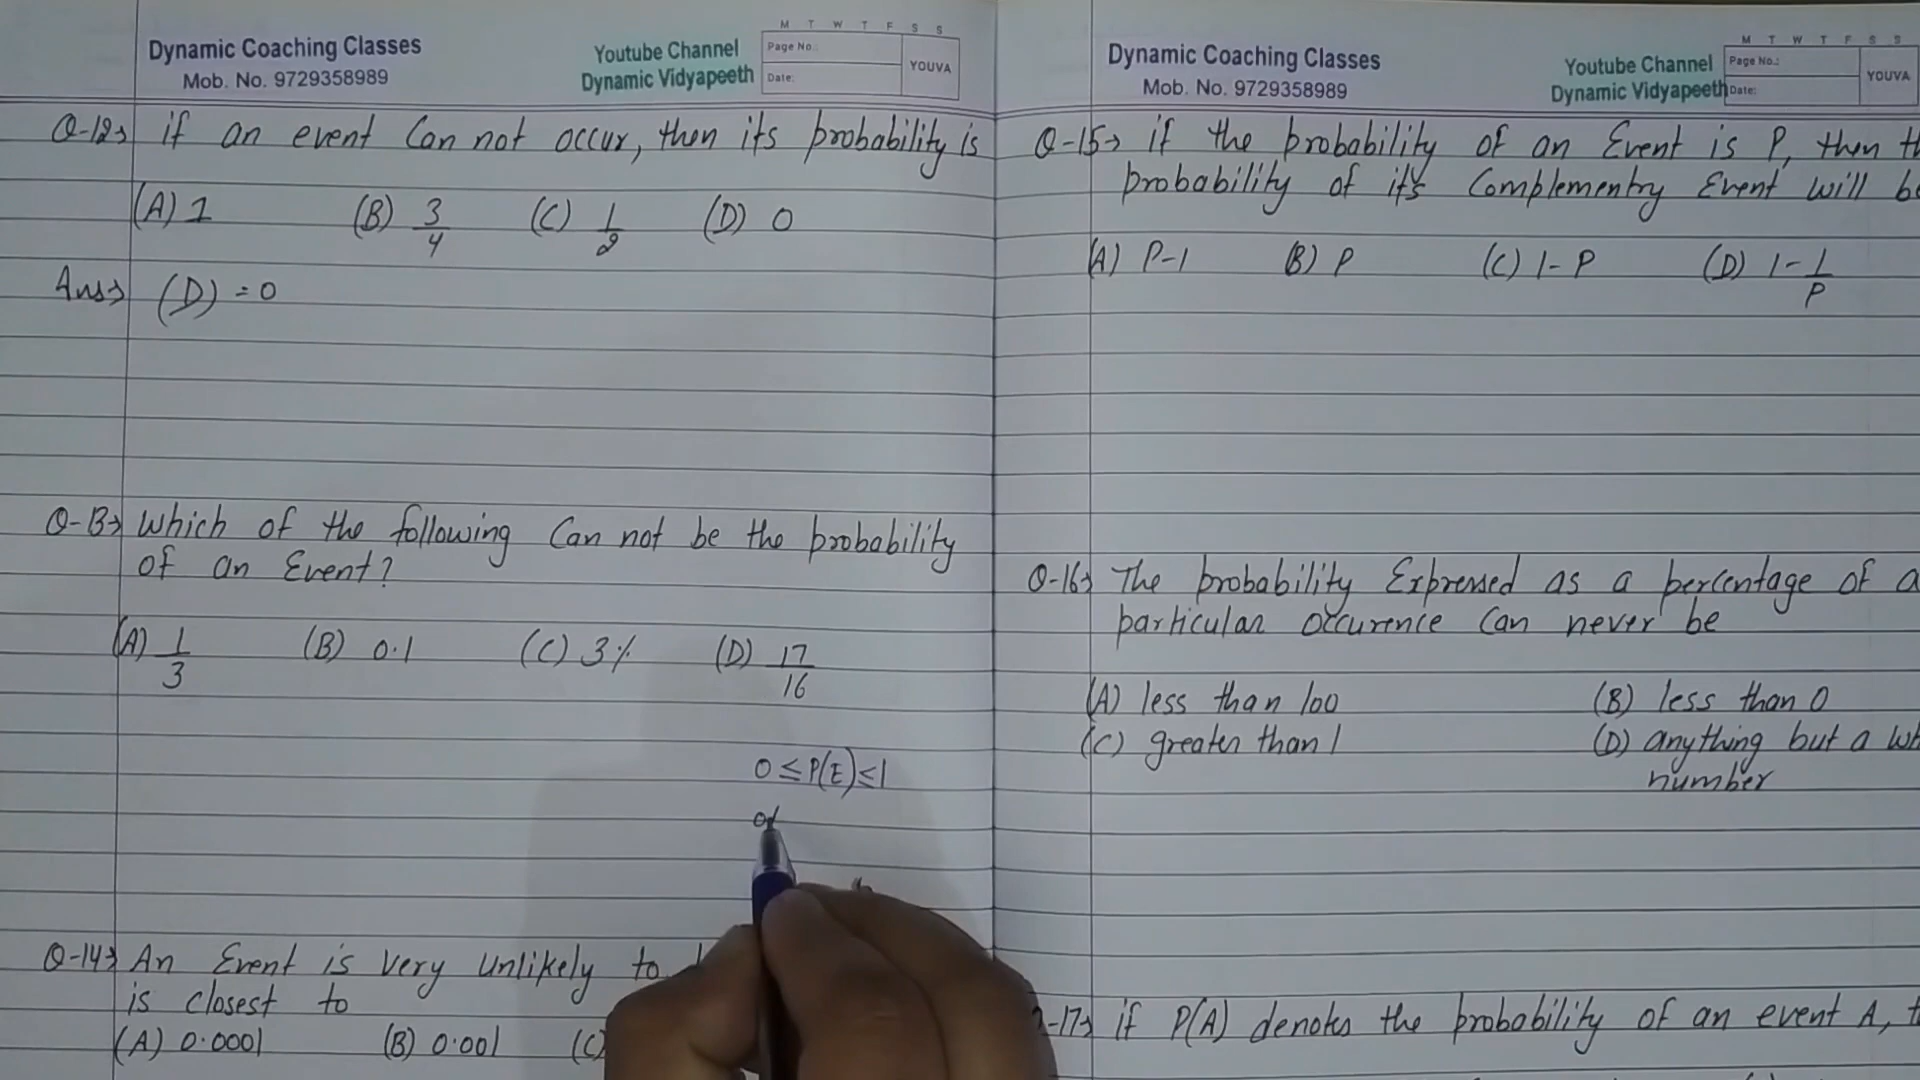 Dynamic Coaching Classes
Mob. No. 9729358989
Youtube Channel
Dynamic Vidyapeeth
M T W T F S S
Page No.:
Date:
YOUVA
Q-12→ if an event Can not occur, then its probability is
(A) 1 (B) 3/4 (C) 1/2 (D) 0
Ans→ (D) = 0
Q-13→ Which of the following Can not be the probability
of an Event?
(A) 1/3 (B) 0.1 (C) 3% (D) 17/16
0 ≤ P(E) ≤ 1
Q-14→ An Event is very unlikely to
is closest to
(A) 0.0001 (B) 0.001 (C)
Dynamic Coaching Classes
Mob. No. 9729358989
Youtube Channel
Dynamic Vidyapeeth
M T W T F S S
Page No.:
Date:
YOUVA
Q-15→ if the probability of an Event is P, then
probability of it's Complementry Event will
(A) P-1 (B) P (C) 1-P (D) 1-1/P
Q-16→ The probability Expressed as a percentage of a
particular occurence Can never be
(A) less than 100 (B) less than 0
(C) greater than 1 (D) anything but a
number
-17→ if P(A) denotes the probability of an event A,